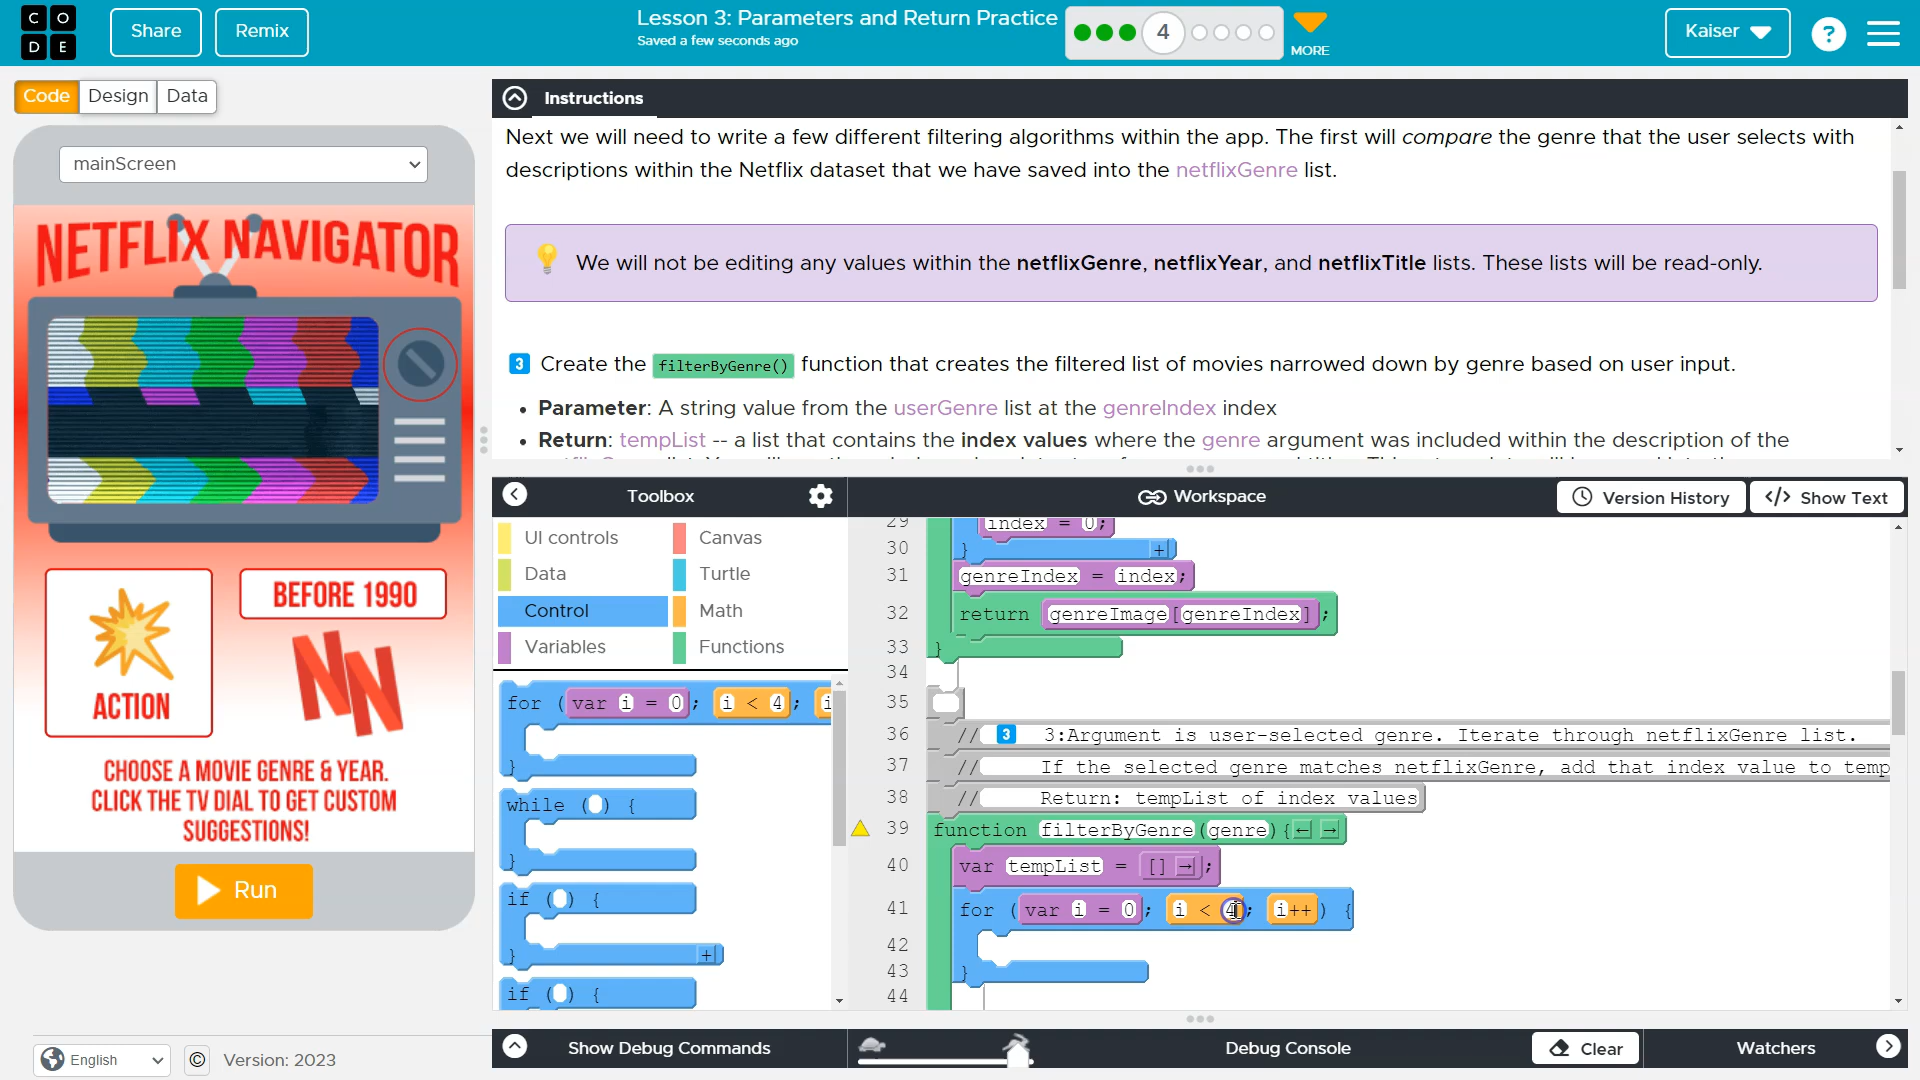 CODE
Share
Remix
Lesson 3: Parameters and Return Practice
Saved a few seconds ago
4
MORE
Kaiser
?
Code
Design
Data
mainScreen
NETFLIX NAVIGATOR
ACTION
BEFORE 1990
NN
CHOOSE A MOVIE GENRE & YEAR.
CLICK THE TV DIAL TO GET CUSTOM
SUGGESTIONS!
Run
English
©
Version: 2023
Instructions
Next we will need to write a few different filtering algorithms within the app. The first will compare the genre that the user selects with
descriptions within the Netflix dataset that we have saved into the netflixGenre list.
We will not be editing any values within the netflixGenre, netflixYear, and netflixTitle lists. These lists will be read-only.
3 Create the filterByGenre() function that creates the filtered list of movies narrowed down by genre based on user input.
• Parameter: A string value from the userGenre list at the genreIndex index
• Return: tempList -- a list that contains the index values where the genre argument was included within the description of the
Toolbox
Workspace
Version History
</> Show Text
UI controls
Canvas
Data
Turtle
Control
Math
Variables
Functions
for (var i = 0; i < 4; i
}
while () {
}
if () {
} +
if () {
29 index = 0;
30 } +
31 genreIndex = index;
32 return genreImage[genreIndex];
33 }
34
35
36 // 3 3:Argument is user-selected genre. Iterate through netflixGenre list.
37 // If the selected genre matches netflixGenre, add that index value to temp
38 // Return: tempList of index values
39 function filterByGenre(genre){← →
40 var tempList = [] →;
41 for (var i = 0; i < 4; i++) {
42
43 }
44
Show Debug Commands
Debug Console
Clear
Watchers